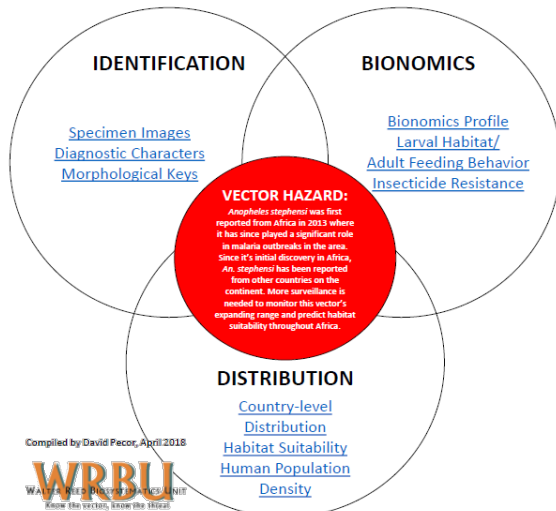 IDENTIFICATION
Specimen Images
Diagnostic Characters
Morphological Keys
BIONOMICS
Bionomics Profile
Larval Habitat/
Adult Feeding Behavior
Insecticide Resistance
VECTOR HAZARD:
Anopheles stephensi was first
reported from Africa in 2013 where
it has since played a significant role
in malaria outbreaks in the area.
Since it's initial discovery in Africa,
An. stephensi has been reported
from other countries on the
continent. More surveillance is
needed to monitor this vector's
expanding range and predict habitat
suitability throughout Africa.
DISTRIBUTION
Country-level
Distribution
Habitat Suitability
Human Population
Density
Compiled by David Pecor, April 2018
WRBU
WALTER REED BIOSYSTEMATICS UNIT
Know the vector, know the threat